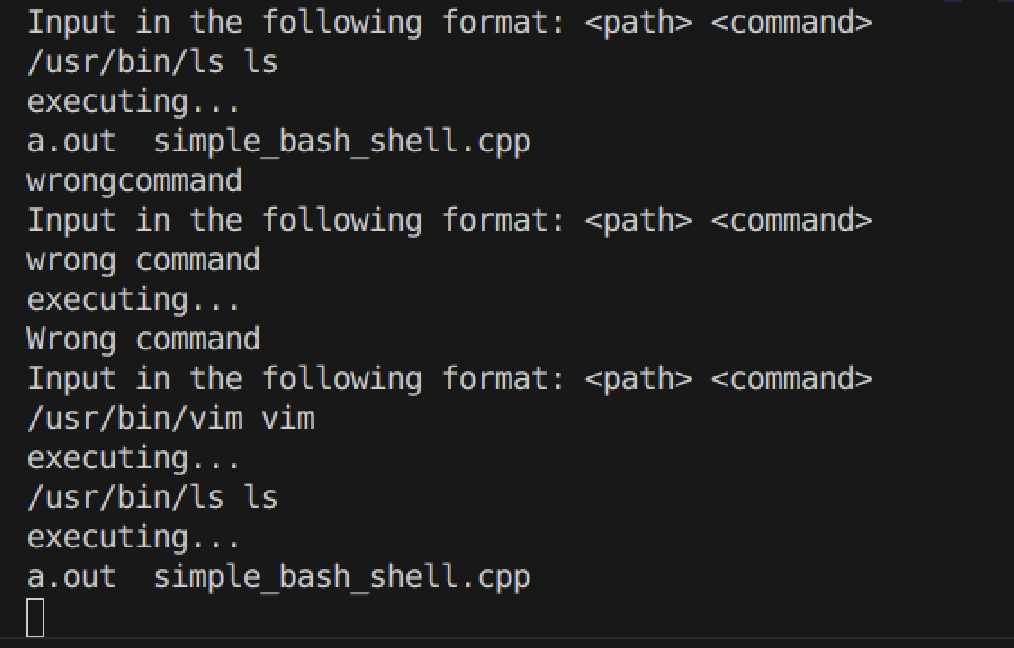 Input in the following format: <path> <command>
/usr/bin/ls ls
executing...
a.out  simple_bash_shell.cpp
wrongcommand
Input in the following format: <path> <command>
wrong command
executing...
Wrong command
Input in the following format: <path> <command>
/usr/bin/vim vim
executing...
/usr/bin/ls ls
executing...
a.out  simple_bash_shell.cpp